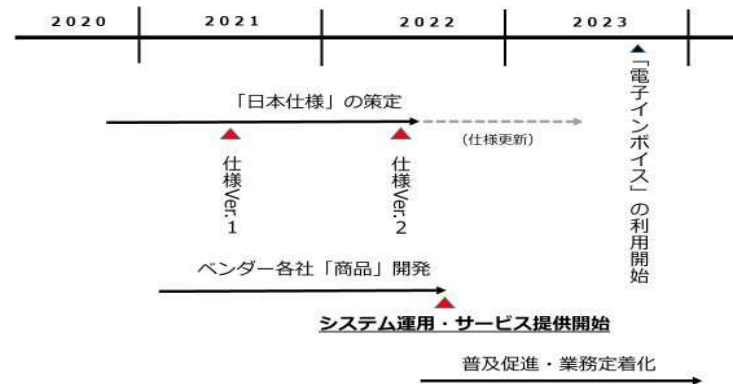 2020 2021 2022 2023
「日本仕様」の策定
(仕様更新)
仕様Ver.1
仕様Ver.2
「電子インボイス」の利用開始
ベンダー各社「商品」開発
システム運用・サービス提供開始
普及促進・業務定着化